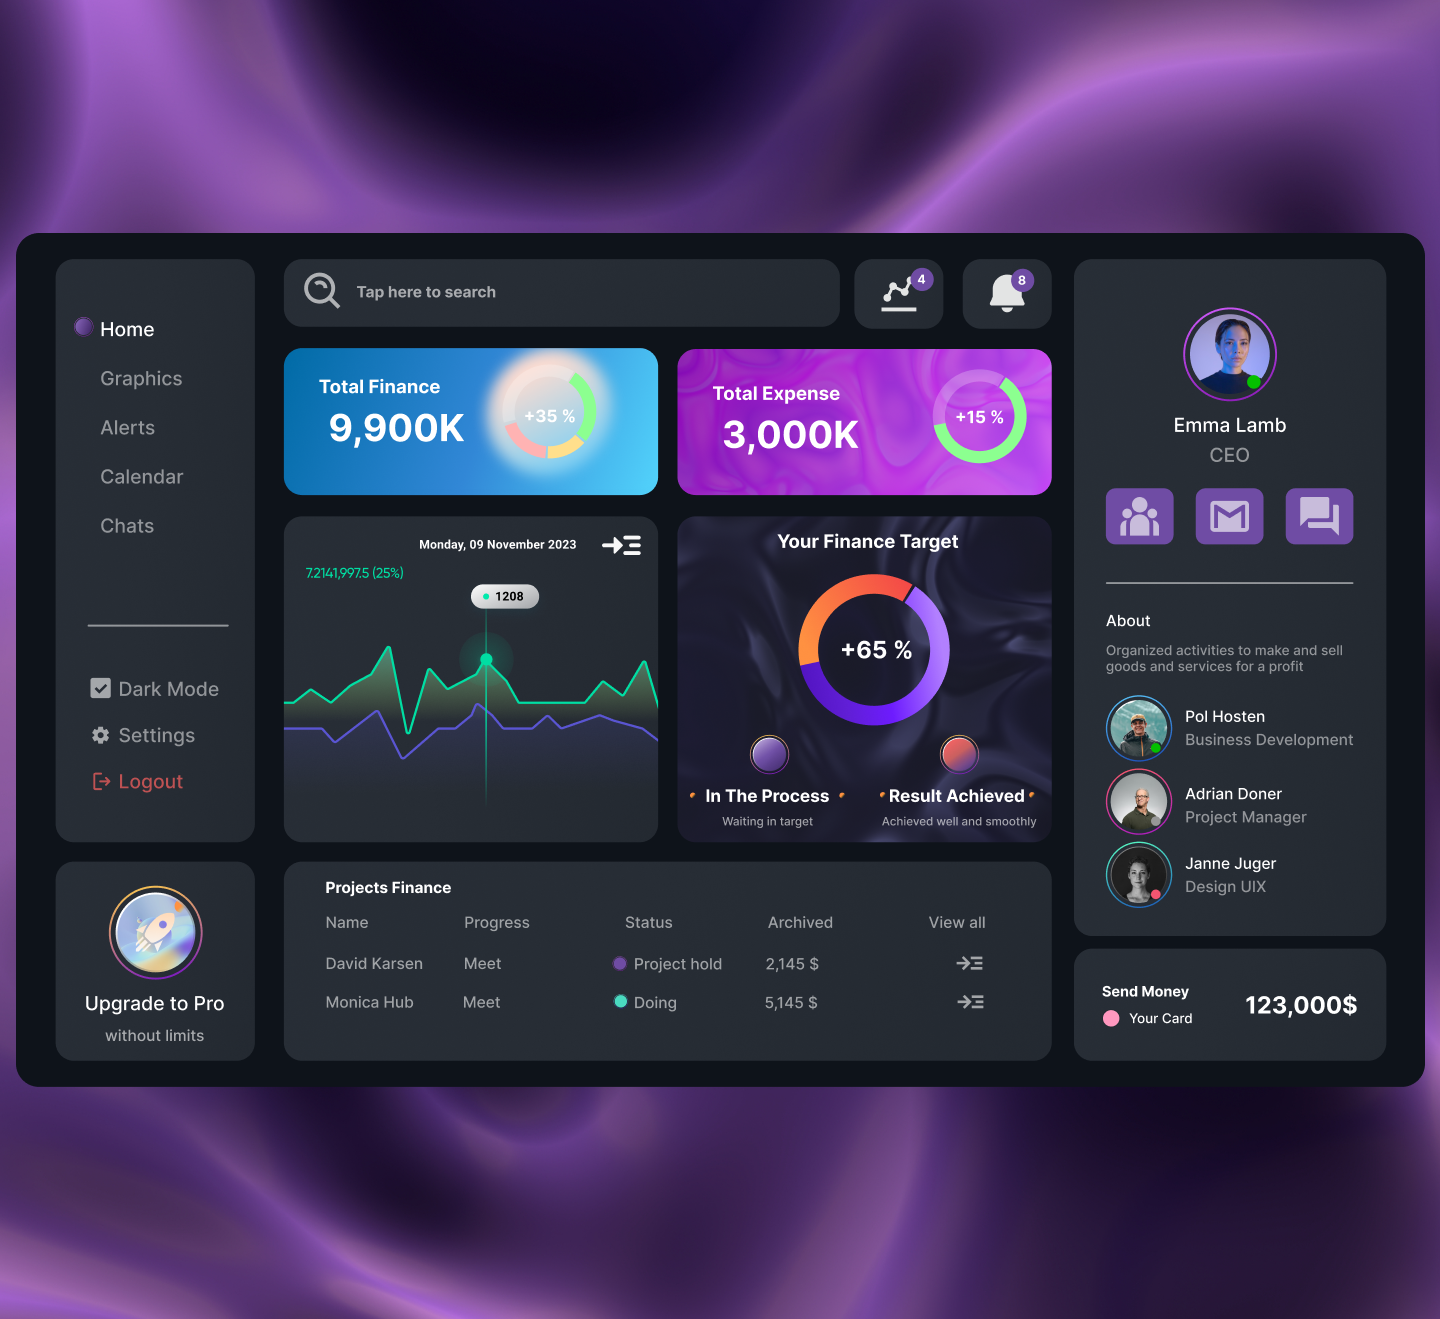 Home
Graphics
Alerts
Calendar
Chats
Dark Mode
Settings
Logout
Upgrade to Pro
without limits
Tap here to search
4
8
Total Finance
9,900K
+35 %
Total Expense
3,000K
+15 %
Monday, 09 November 2023
7.2141,997.5 (25%)
1208
Your Finance Target
+65 %
In The Process
Waiting in target
Result Achieved
Achieved well and smoothly
Projects Finance
Name Progress Status Archived View all
David Karsen Meet Project hold 2,145 $
Monica Hub Meet Doing 5,145 $
Emma Lamb
CEO
About
Organized activities to make and sell
goods and services for a profit
Pol Hosten
Business Development
Adrian Doner
Project Manager
Janne Juger
Design UIX
Send Money
Your Card
123,000$